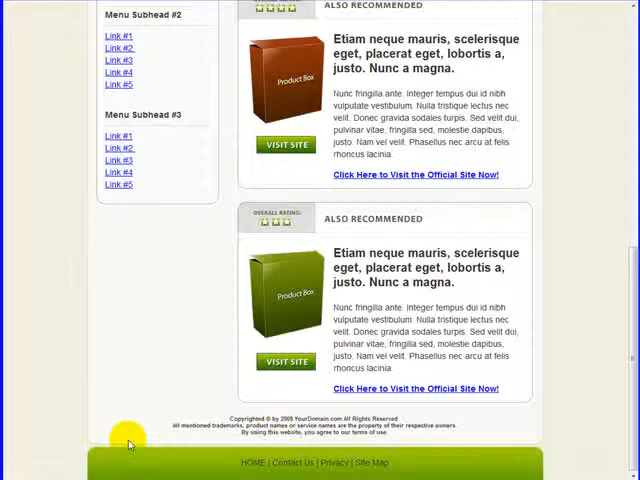 Menu Subhead #2
Link #1
Link #2
Link #3
Link #4
Link #5
Menu Subhead #3
Link #1
Link #2
Link #3
Link #4
Link #5
ALSO RECOMMENDED
Product Box
VISIT SITE
Etiam neque mauris, scelerisque
eget, placerat eget, lobortis a,
justo. Nunc a magna.
Nunc fringilla ante. Integer tempus dui id nibh
vulputate vestibulum. Nulla tristique lectus nec
velit. Donec gravida sodales turpis. Sed velit dui,
pulvinar vitae, fringilla sed, molestie dapibus,
justo. Nam vel velit. Phasellus nec arcu at felis
rhoncus lacinia.
Click Here to Visit the Official Site Now!
OVERALL RATING:
ALSO RECOMMENDED
Product Box
VISIT SITE
Etiam neque mauris, scelerisque
eget, placerat eget, lobortis a,
justo. Nunc a magna.
Nunc fringilla ante. Integer tempus dui id nibh
vulputate vestibulum. Nulla tristique lectus nec
velit. Donec gravida sodales turpis. Sed velit dui,
pulvinar vitae, fringilla sed, molestie dapibus,
justo. Nam vel velit. Phasellus nec arcu at felis
rhoncus lacinia.
Click Here to Visit the Official Site Now!
Copyrighted © by 2009 YourDomain.com All Rights Reserved
All mentioned trademarks, product names or service names are the property of their respective owners.
By using this website, you agree to our terms of use.
HOME | Contact Us | Privacy | Site Map